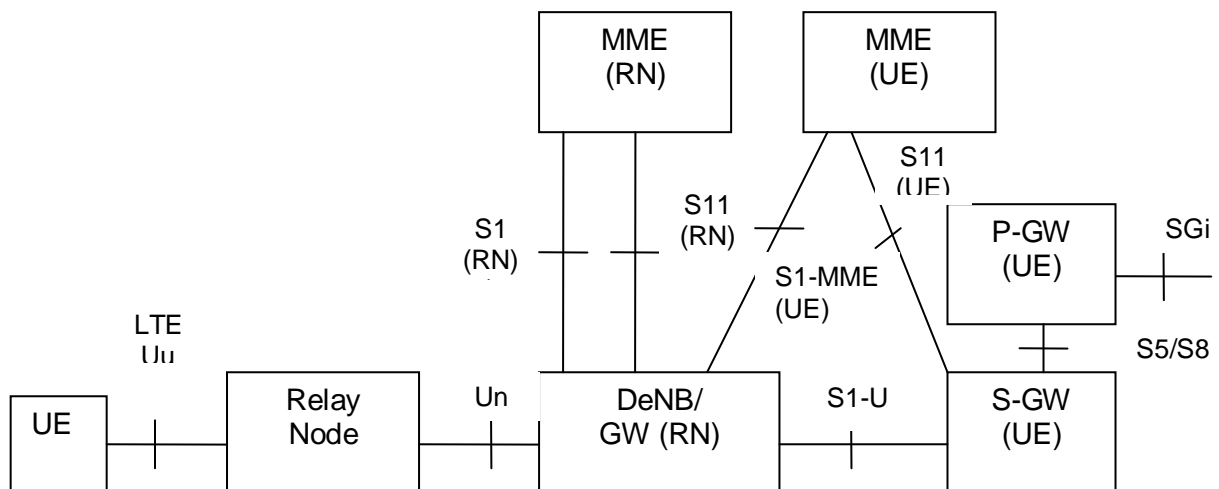 MME
(RN)
MME
(UE)
S11
(UE)
S1
(RN)
S11
(RN)
S1-MME
(UE)
P-GW
(UE)
SGi
S5/S8
LTE
Uu
UE
Relay
Node
Un
DeNB/
GW (RN)
S1-U
S-GW
(UE)